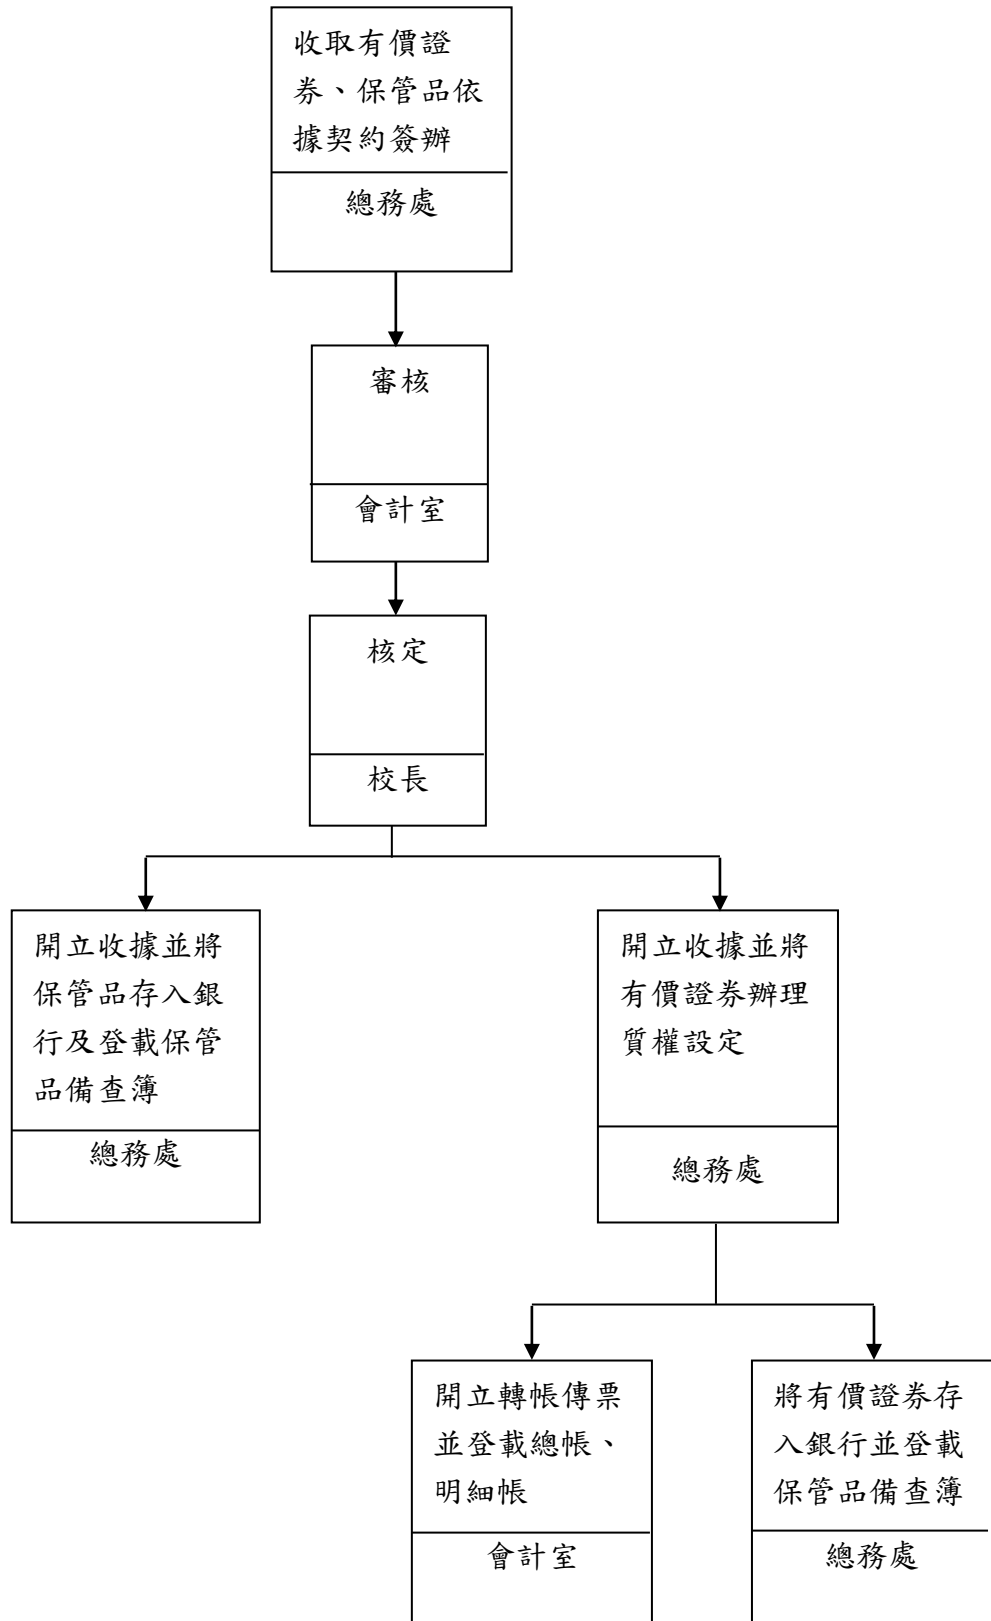 收取有價證
券、保管品依
據契約簽辦
總務處
審核
會計室
核定
校長
開立收據並將
保管品存入銀
行及登載保管
品備查簿
總務處
開立收據並將
有價證券辦理
質權設定
總務處
開立轉帳傳票
並登載總帳、
明細帳
會計室
將有價證券存
入銀行並登載
保管品備查簿
總務處